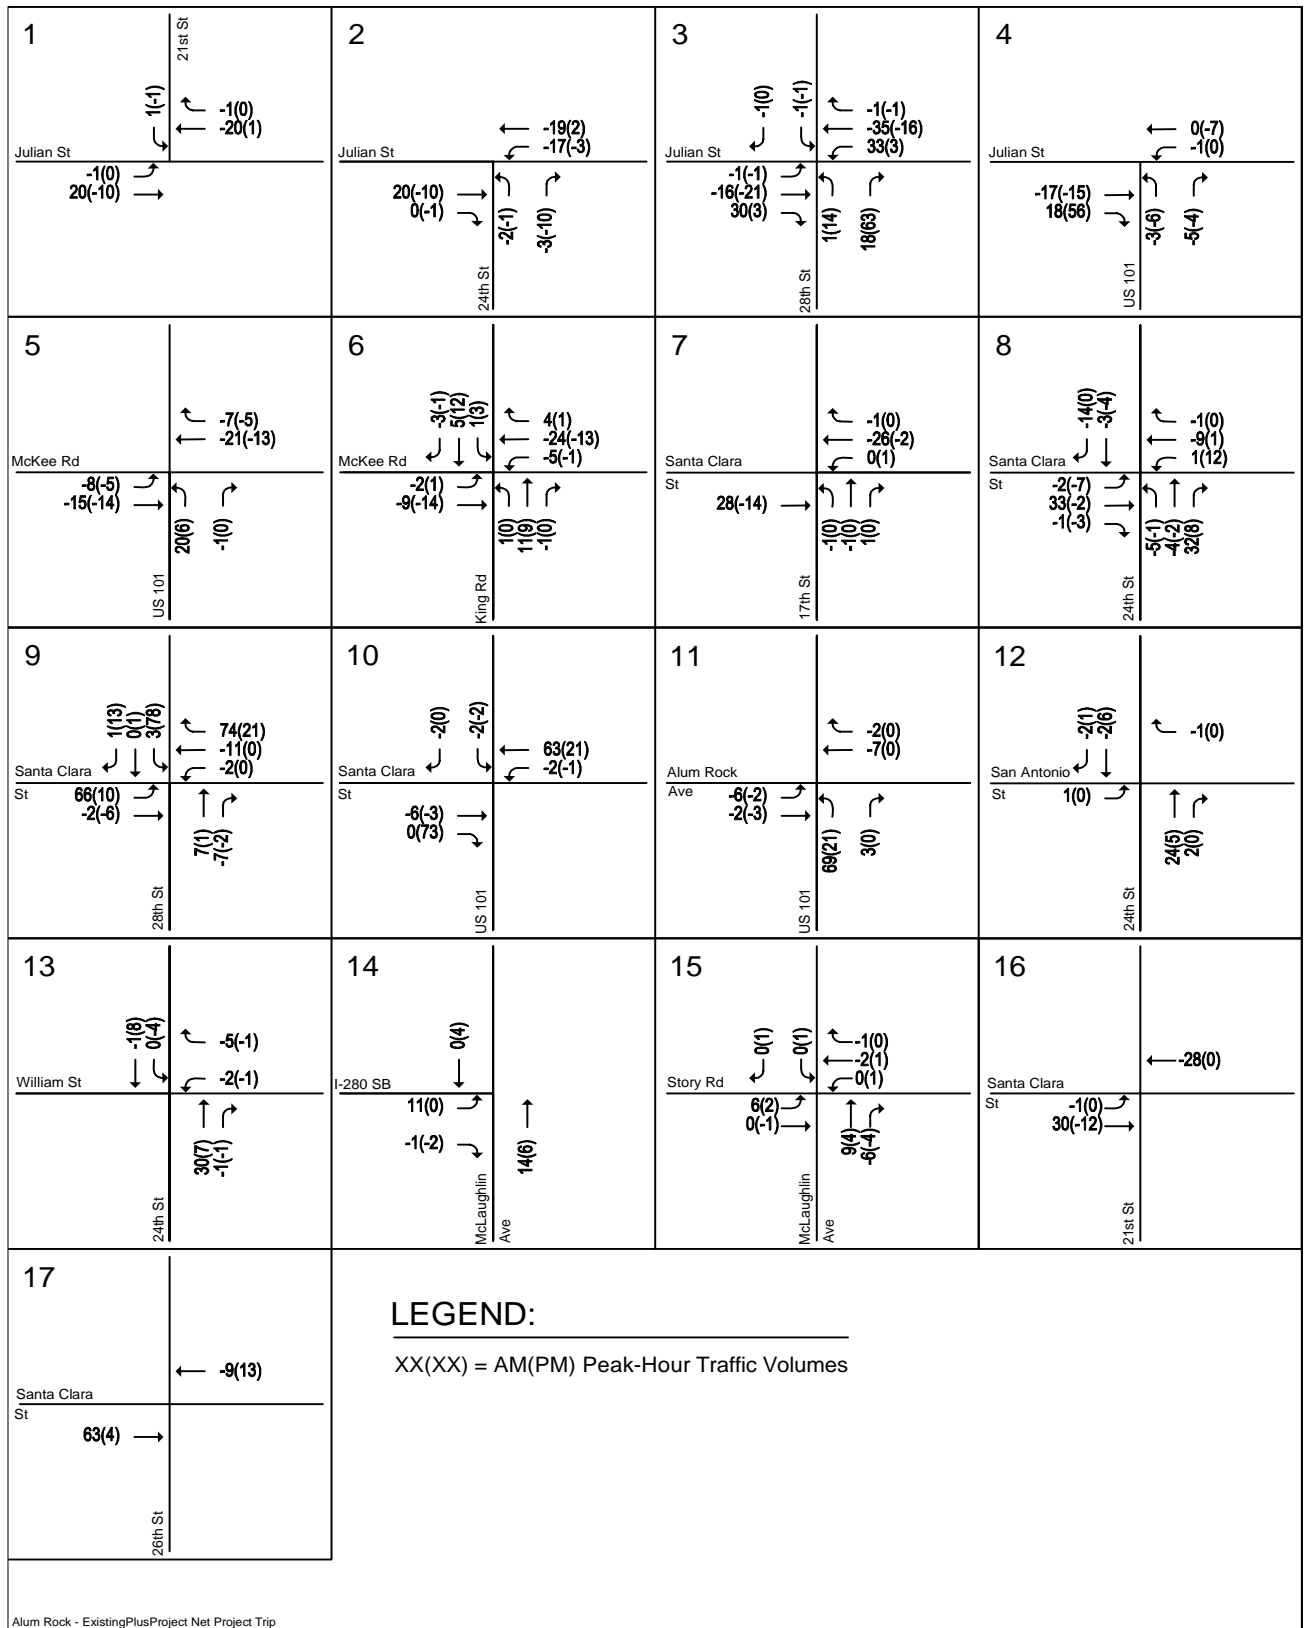 1
21st St
1(-1)
-1(0)
-20(1)
Julian St
-1(0)
20(-10)
2
-19(2)
-17(-3)
Julian St
20(-10)
0(-1)
-2(-1)
-3(-10)
24th St
3
-1(0)
-1(-1)
-1(-1)
-35(-16)
33(3)
Julian St
-1(-1)
-16(-21)
30(3)
1(14)
18(63)
28th St
4
0(-7)
-1(0)
Julian St
-17(-15)
18(56)
-3(-6)
-5(-4)
US 101
5
-7(-5)
-21(-13)
McKee Rd
-8(-5)
-15(-14)
20(6)
-1(0)
US 101
6
-3(-1)
5(12)
1(3)
4(1)
-24(-13)
-5(-1)
McKee Rd
-2(1)
-9(-14)
1(0)
11(9)
-1(0)
King Rd
7
-1(0)
-26(-2)
0(1)
Santa Clara
St
28(-14)
-1(0)
-1(0)
1(0)
17th St
8
-14(0)
-3(-4)
-1(0)
-9(1)
1(12)
Santa Clara
St
-2(-7)
33(-2)
-1(-3)
-5(-1)
-4(-2)
32(8)
24th St
9
1(13)
0(1)
3(78)
74(21)
-11(0)
-2(0)
Santa Clara
St
66(10)
-2(-6)
7(1)
-7(-2)
28th St
10
-2(0)
-2(-2)
63(21)
-2(-1)
Santa Clara
St
-6(-3)
0(73)
US 101
11
-2(0)
-7(0)
Alum Rock
Ave
-6(-2)
-2(-3)
69(21)
3(0)
US 101
12
-2(1)
-2(6)
-1(0)
San Antonio
St
1(0)
24(5)
2(0)
24th St
13
-1(8)
0(-4)
-5(-1)
-2(-1)
William St
30(7)
-1(-1)
24th St
14
0(4)
I-280 SB
11(0)
-1(-2)
14(6)
McLaughlin
Ave
15
0(1)
0(1)
-1(0)
-2(1)
0(1)
Story Rd
6(2)
0(-1)
9(4)
-6(-4)
McLaughlin
Ave
16
-28(0)
Santa Clara
St
-1(0)
30(-12)
21st St
17
-9(13)
Santa Clara
St
63(4)
26th St
LEGEND:
XX(XX) = AM(PM) Peak-Hour Traffic Volumes
Alum Rock - ExistingPlusProject Net Project Trip